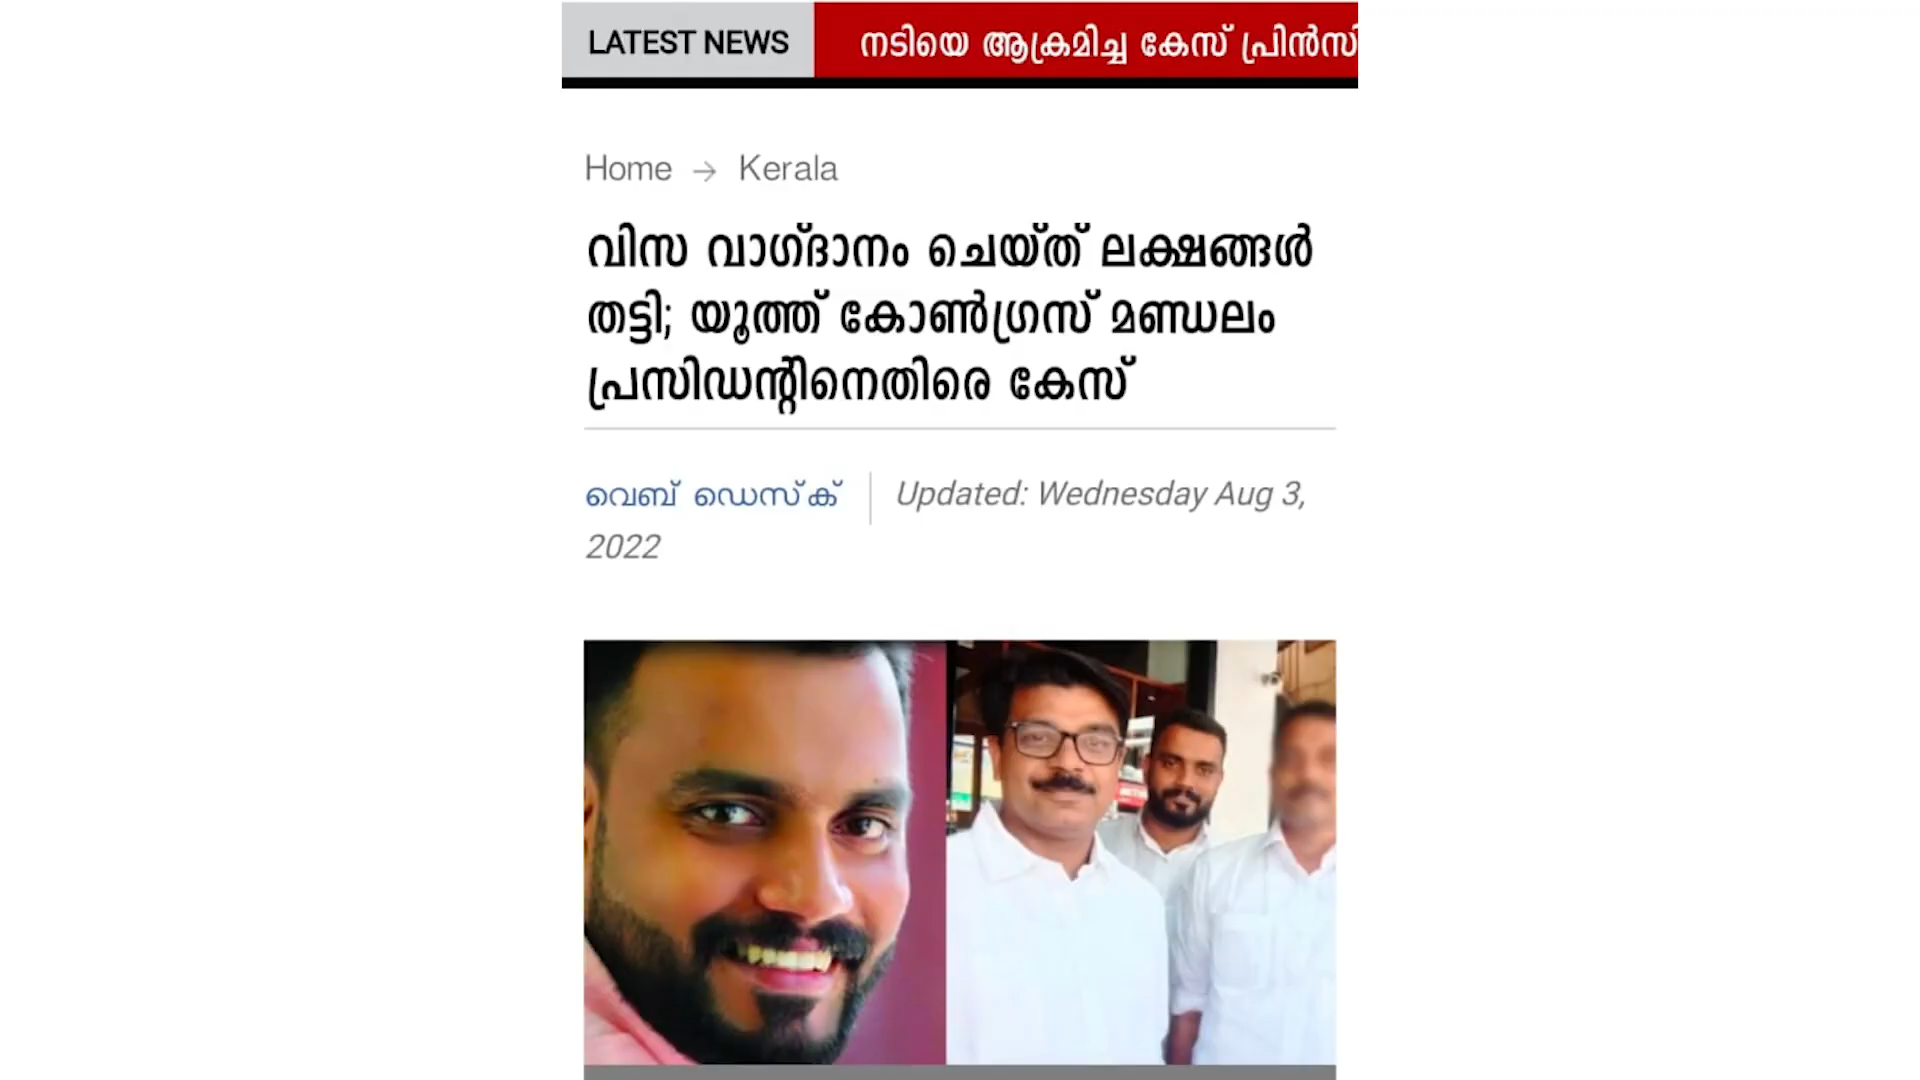 LATEST NEWS നടിയെ ആക്രമിച്ച കേസ് പ്രിൻസി
Home → Kerala
വിസ വാഗ്ദാനം ചെയ്ത് ലക്ഷങ്ങൾ
തട്ടി; യൂത്ത് കോൺഗ്രസ് മണ്ഡലം
പ്രസിഡന്റിനെതിരെ കേസ്
വെബ് ഡെസ്ക് Updated: Wednesday Aug 3,
2022